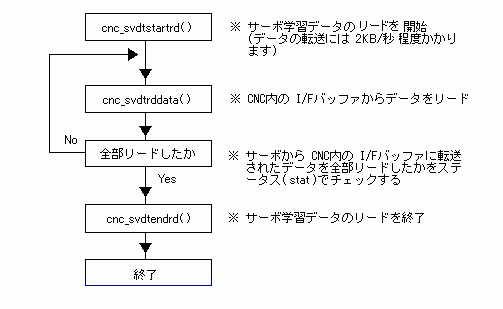 cnc_svdtstartrd()
※ サーボ学習データのリードを開始
(データの転送には 2KB/秒 程度かかり
ます)
cnc_svdtrddata()
※ CNC内の I/Fバッファからデータをリード
No
全部リードしたか
※ サーボから CNC内の I/Fバッファに転送
されたデータを全部リードしたかをステ
ータス(stat)でチェックする
Yes
cnc_svdtendrd()
※ サーボ学習データのリードを終了
終了